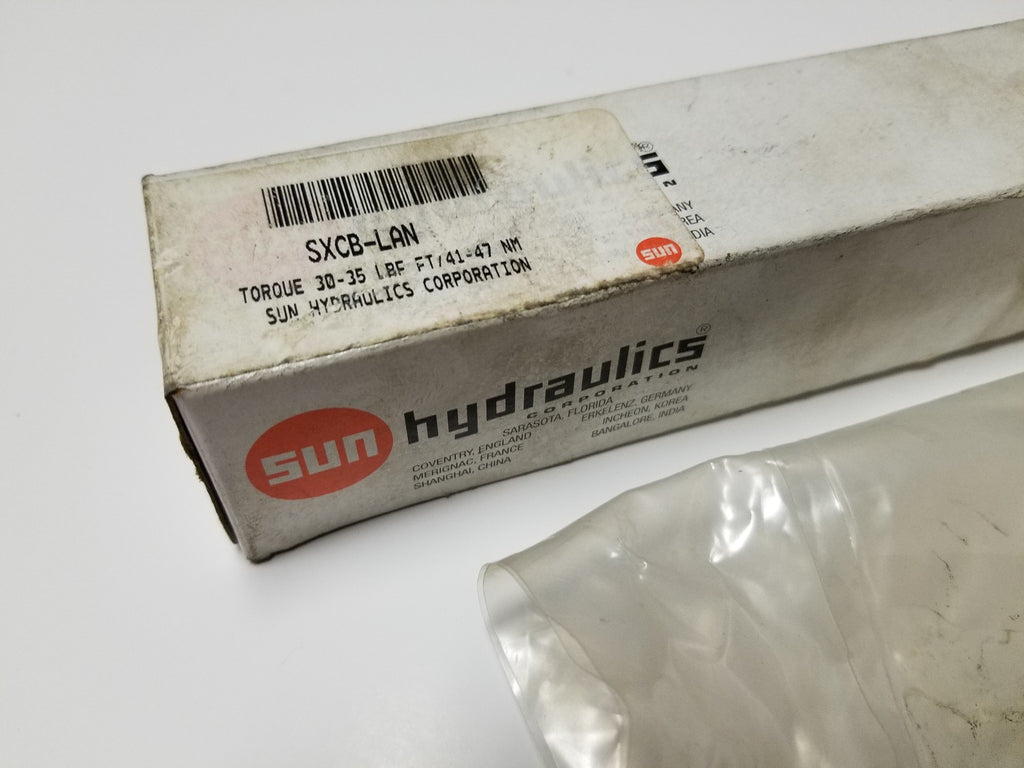 SXCB-LAN
TORQUE 30-35 LBF FT/41-47 NM
SUN HYDRAULICS CORPORATION
sun
sun
hydraulics®
CORPORATION
SARASOTA, FLORIDA
COVENTRY, ENGLAND
ERKELENZ, GERMANY
MERIGNAC, FRANCE
INCHEON, KOREA
SHANGHAI, CHINA
BANGALORE, INDIA